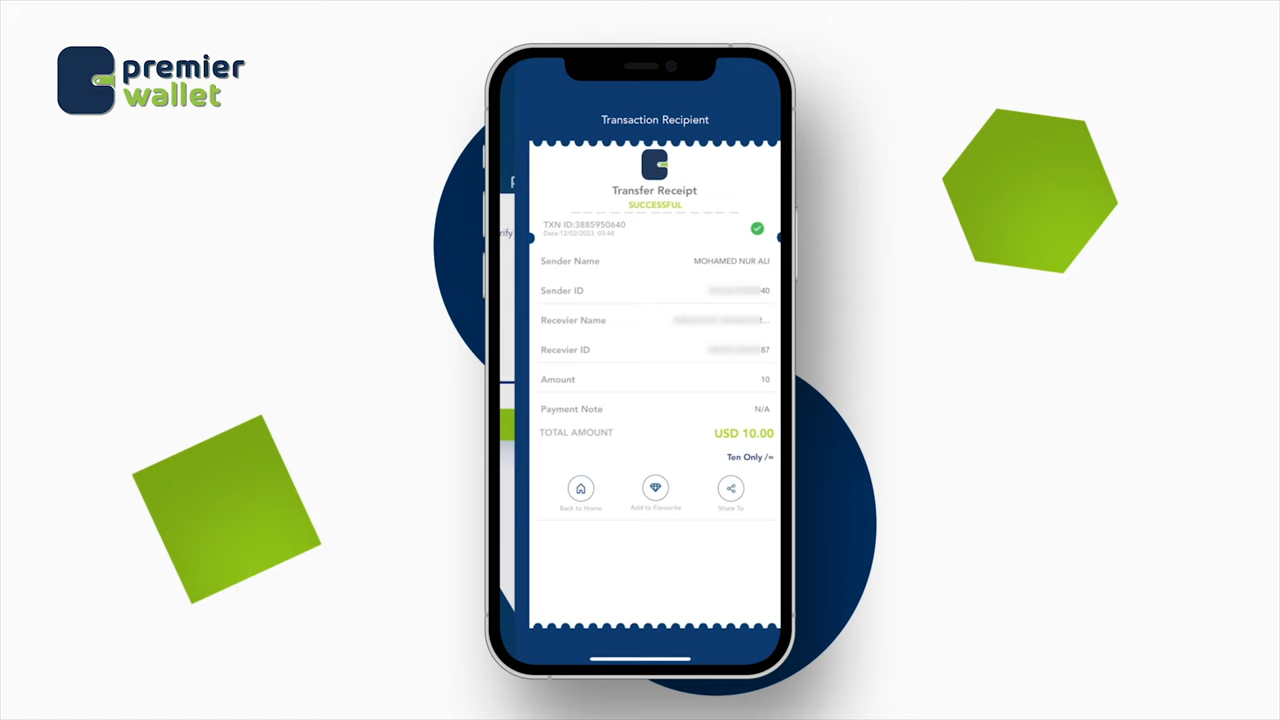 premier
wallet
Transaction Recipient
Transfer Receipt
SUCCESSFUL
TXN ID:3885950640
Date:12/02/2023 03:44
rify
Sender Name MOHAMED NUR ALI
Sender ID 40
Recevier Name
Recevier ID 87
Amount 10
Payment Note N/A
TOTAL AMOUNT USD 10.00
Ten Only /=
Back to Home Add to Favourite Share To